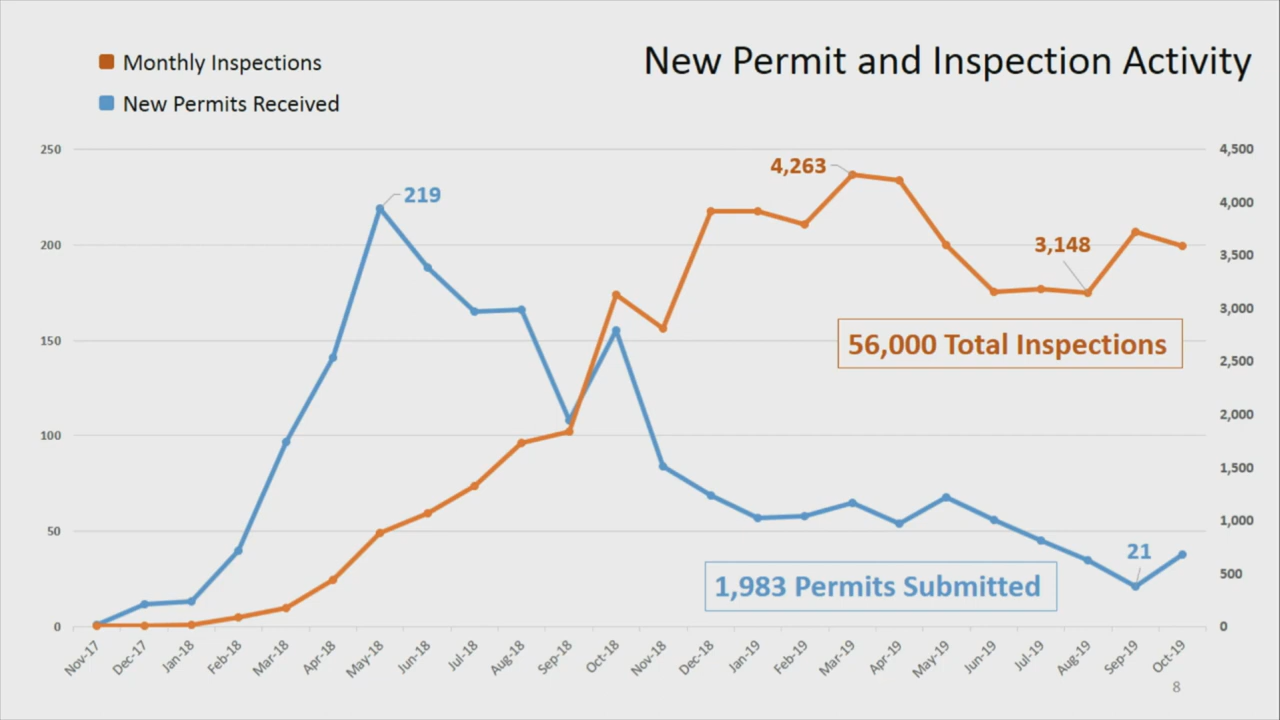 New Permit and Inspection Activity
Monthly Inspections
New Permits Received
250
200
150
100
50
0
4,500
4,000
3,500
3,000
2,500
2,000
1,500
1,000
500
0
219
4,263
3,148
21
56,000 Total Inspections
1,983 Permits Submitted
Nov-17
Dec-17
Jan-18
Feb-18
Mar-18
Apr-18
May-18
Jun-18
Jul-18
Aug-18
Sep-18
Oct-18
Nov-18
Dec-18
Jan-19
Feb-19
Mar-19
Apr-19
May-19
Jun-19
Jul-19
Aug-19
Sep-19
Oct-19
8